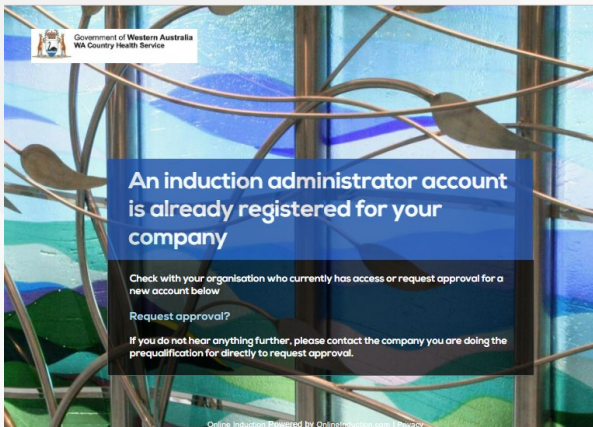 Government of Western Australia
WA Country Health Service
An induction administrator account
is already registered for your
company
Check with your organisation who currently has access or request approval for a
new account below
Request approval?
If you do not hear anything further, please contact the company you are doing the
prequalification for directly to request approval.
Online Induction Powered by OnlineInduction.com | Privacy